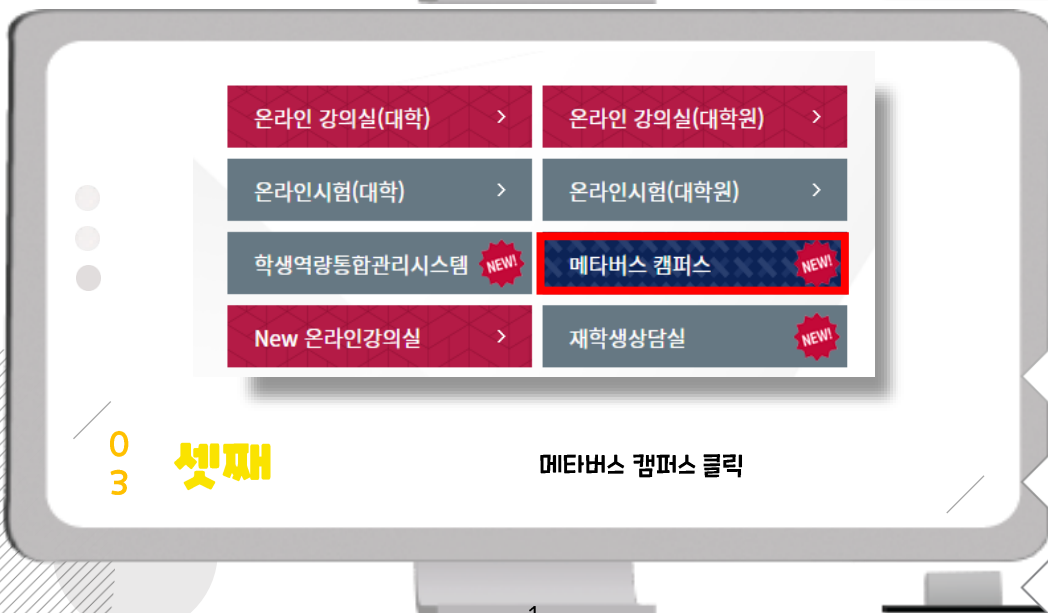 온라인 강의실(대학) >
온라인 강의실(대학원) >
온라인시험(대학) >
온라인시험(대학원) >
학생역량통합관리시스템 NEW!
메타버스 캠퍼스 NEW!
New 온라인강의실 >
재학생상담실 NEW!
03
셋째
메타버스 캠퍼스 클릭
1